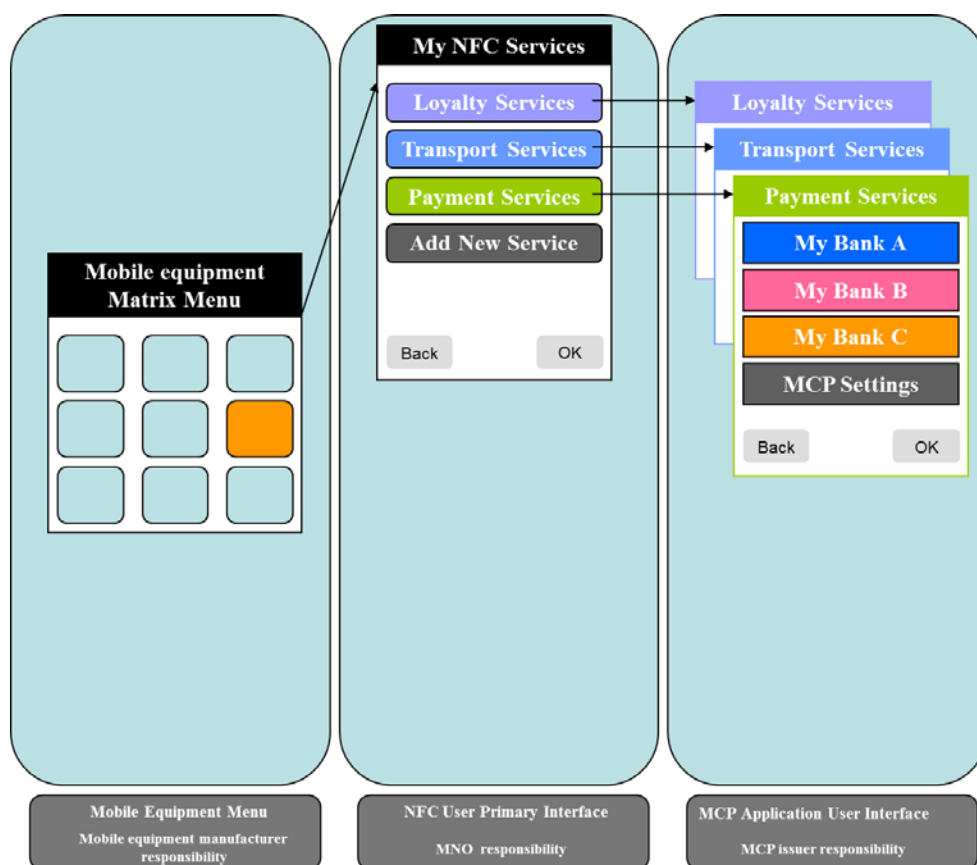 Mobile equipment
Matrix Menu
My NFC Services
Loyalty Services
Transport Services
Payment Services
Add New Service
Back
OK
Loyalty Services
Transport Services
Payment Services
My Bank A
My Bank B
My Bank C
MCP Settings
Back
OK
Mobile Equipment Menu
Mobile equipment manufacturer
responsibility
NFC User Primary Interface
MNO responsibility
MCP Application User Interface
MCP issuer responsibility